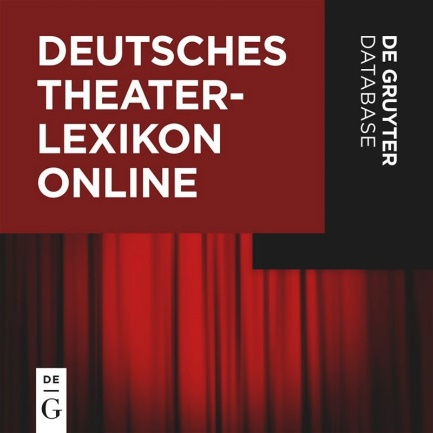 DEUTSCHES
THEATER-
LEXIKON
ONLINE
DE GRUYTER
DATABASE
DE
G